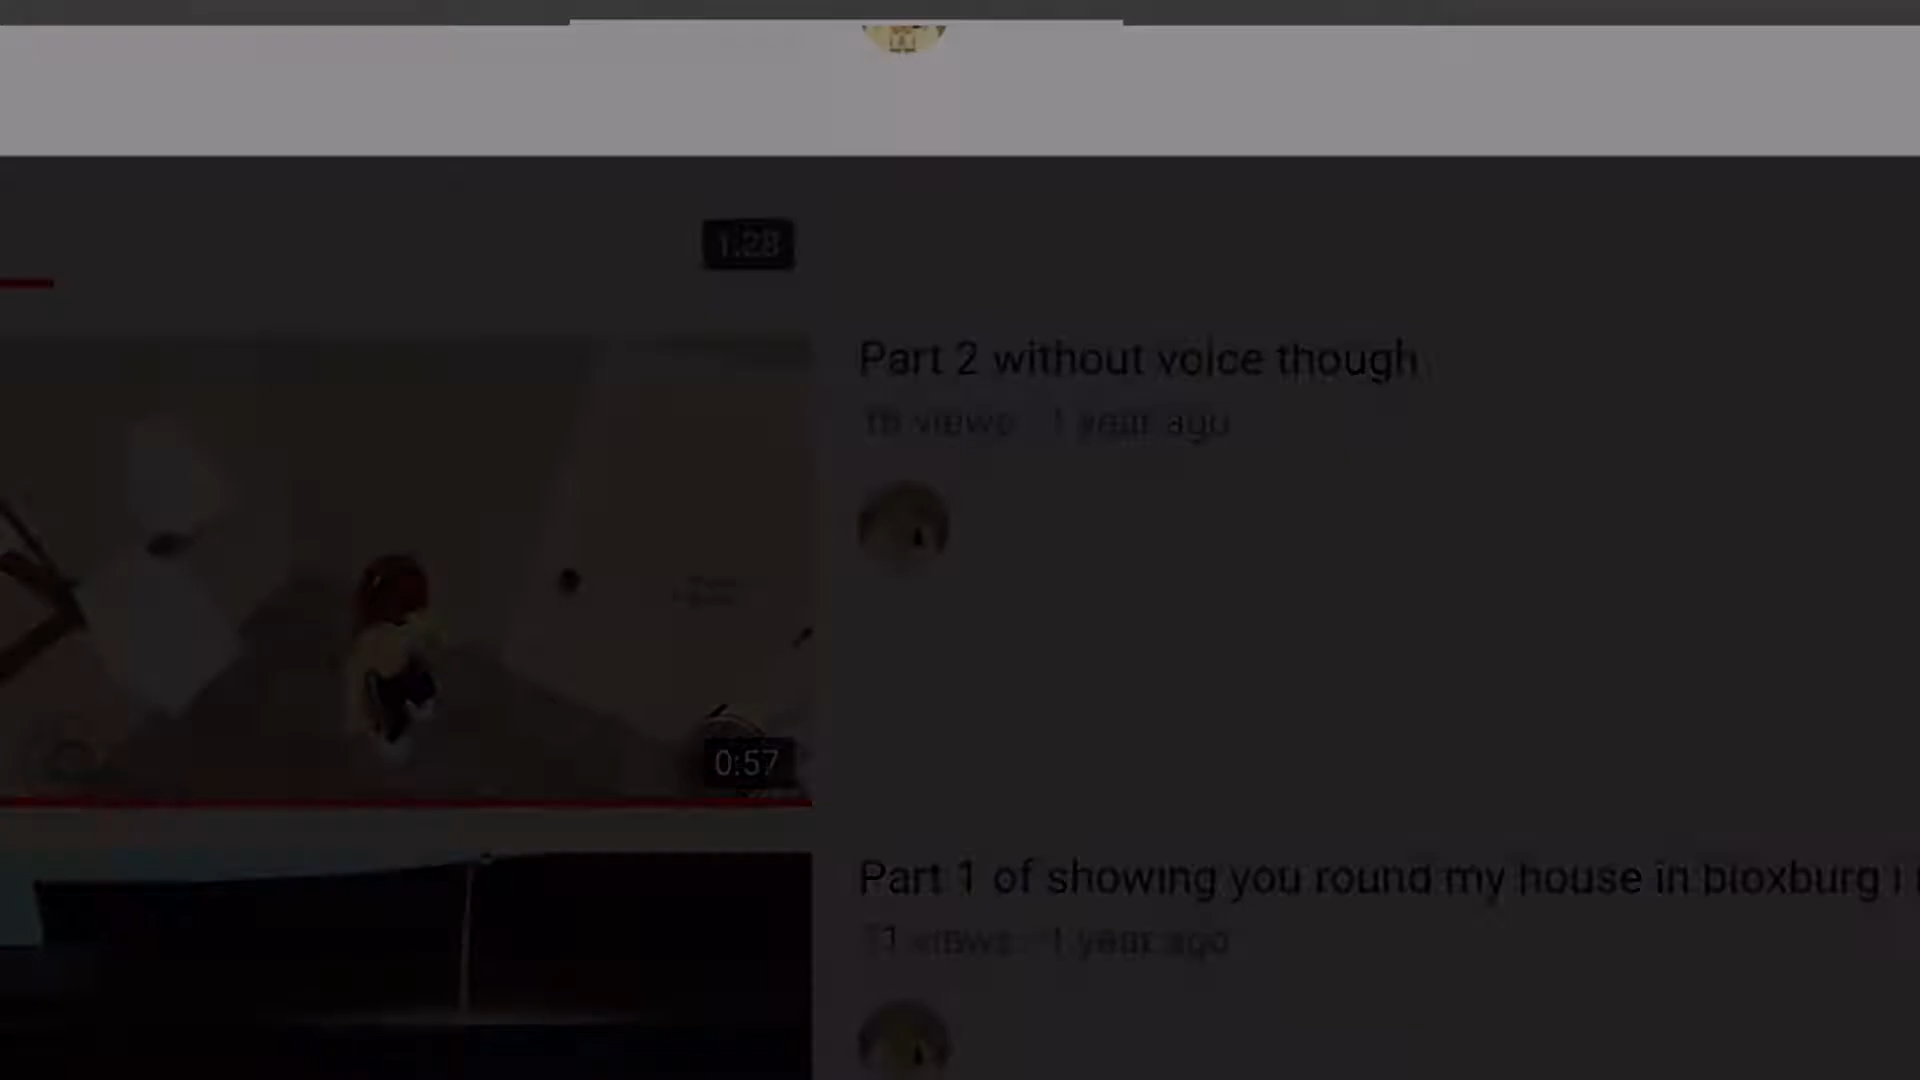 1:28
Part 2 without voice though
views 1 year ago
0:57
Part 1 of showing you round my house in bloxburg i
views 1 year ago